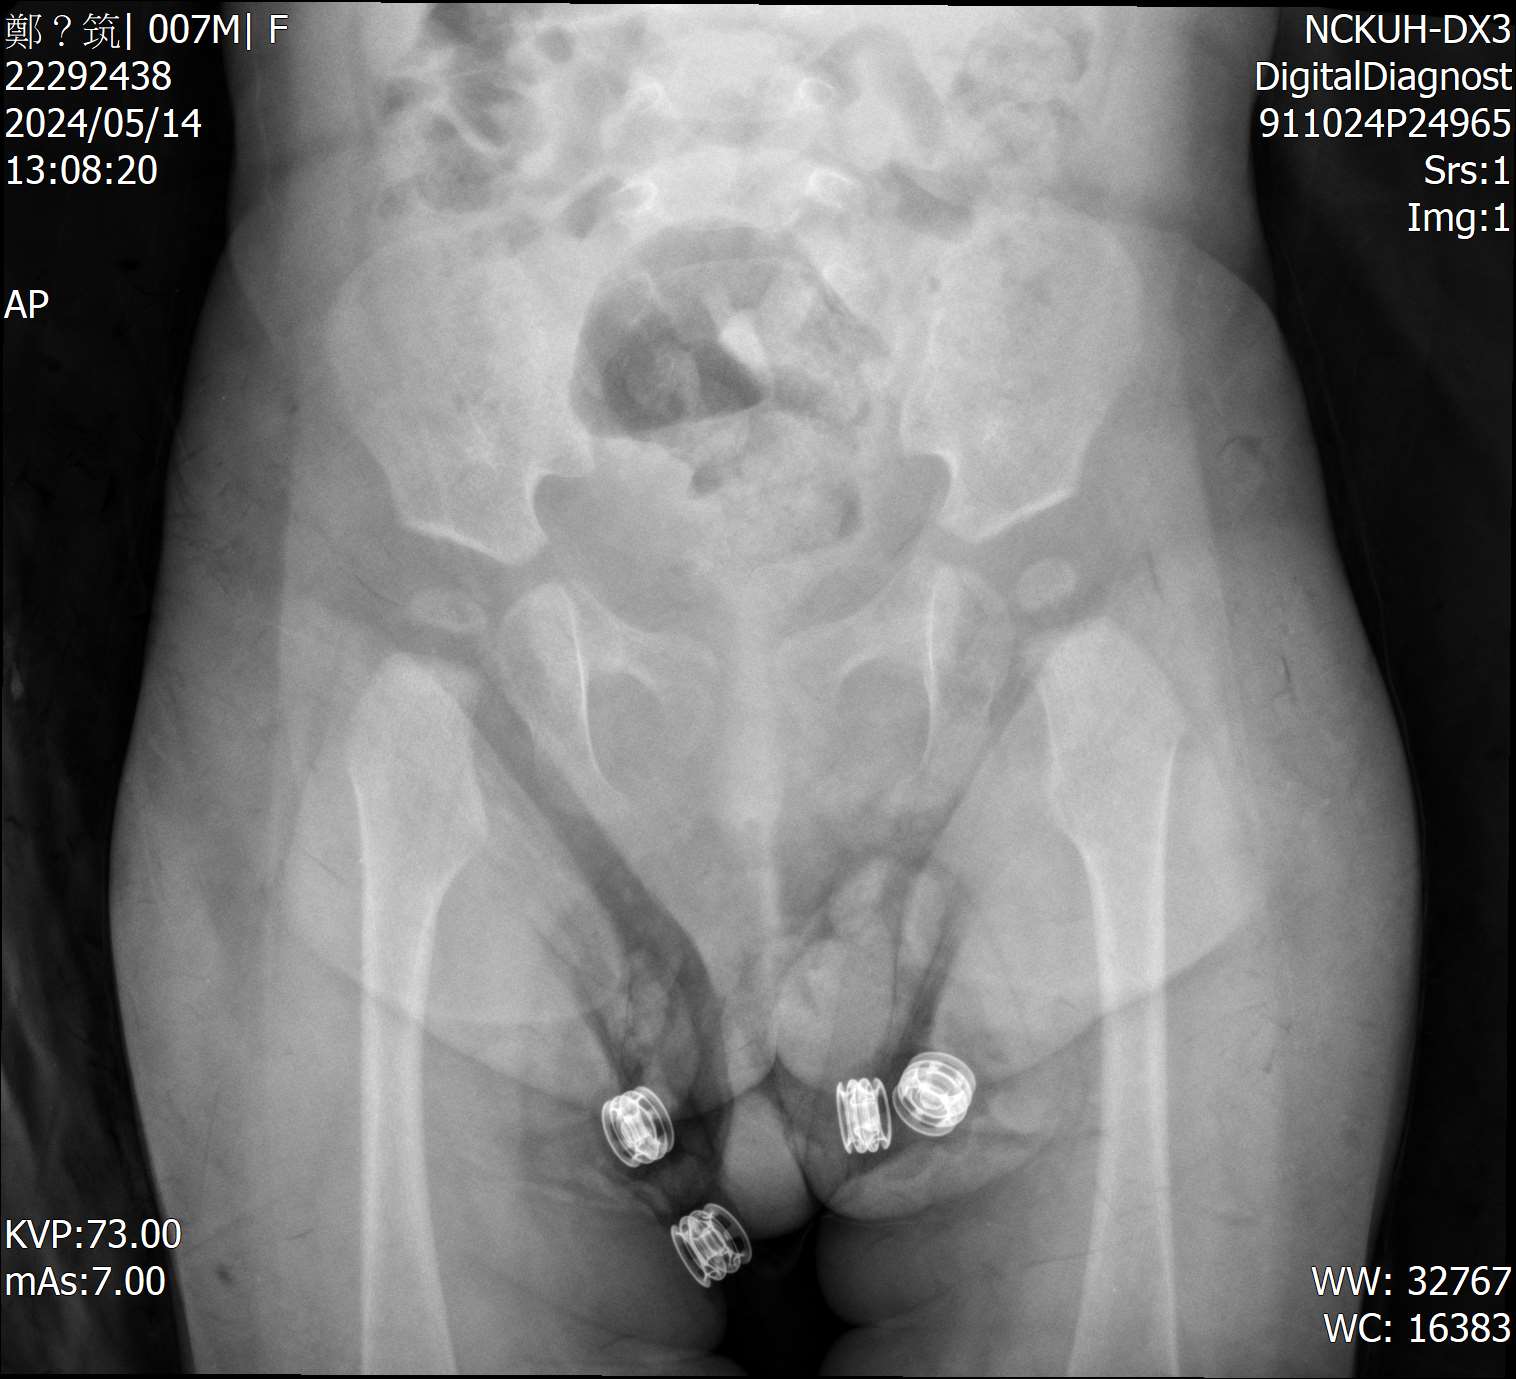 鄭？筑| 007M| F
22292438
2024/05/14
13:08:20
AP
NCKUH-DX3
DigitalDiagnost
911024P24965
Srs:1
Img:1
KVP:73.00
mAs:7.00
WW: 32767
WC: 16383